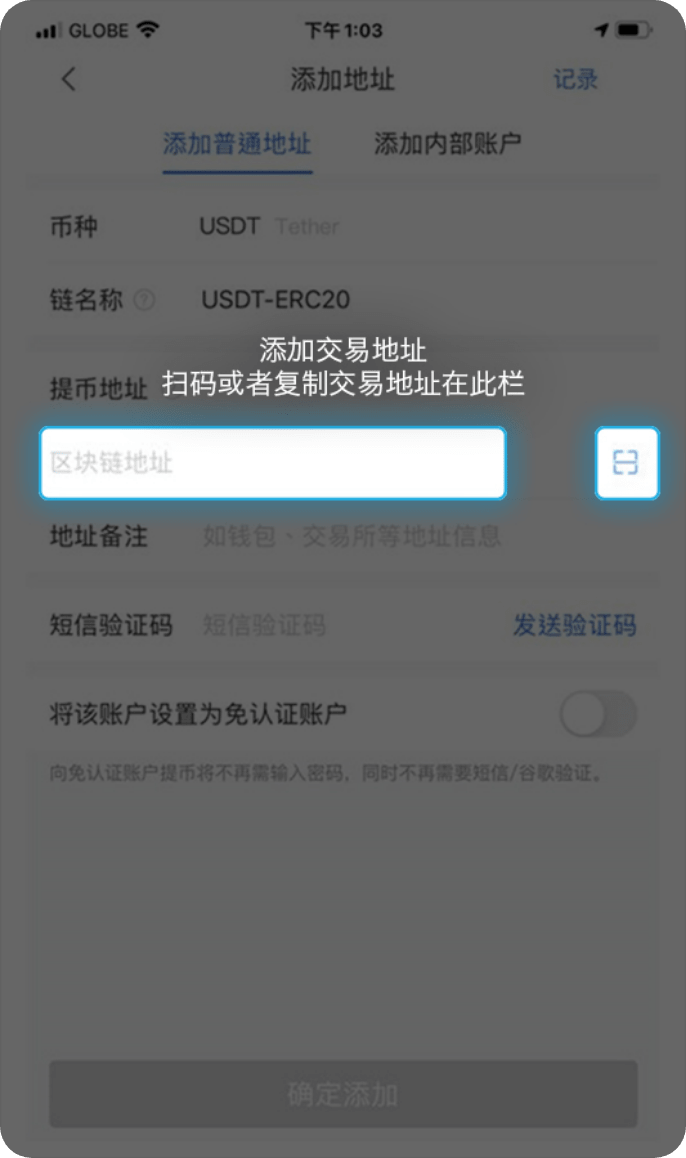 GLOBE 下午1:03
添加地址 记录
添加普通地址 添加内部账户
币种 USDT Tether
链名称 ? USDT-ERC20
添加交易地址
提币地址 扫码或者复制交易地址在此栏
区块链地址
地址备注 如钱包、交易所等地址信息
短信验证码 短信验证码 发送验证码
将该账户设置为免认证账户
向免认证账户提币将不再需输入密码，同时不再需要短信/谷歌验证。
确定添加